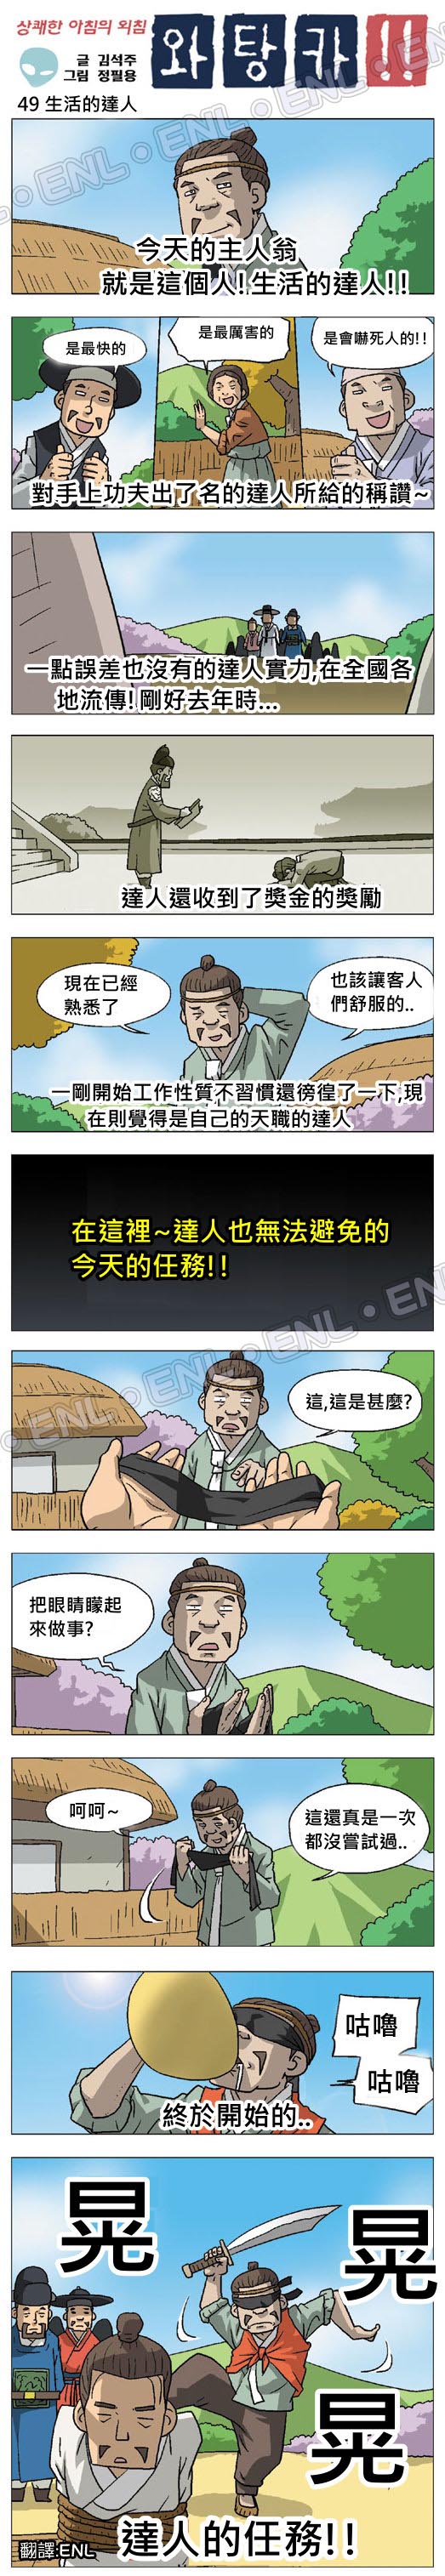 상쾌한 아침의 외침
와탕카!!
글 김석주
그림 정필용
49 生活的達人
ENL • ENL • ENL • ENL
今天的主人翁
就是這個人!生活的達人!!
是最快的
是最厲害的
是會嚇死人的!!
對手上功夫出了名的達人所給的稱讚~
一點誤差也沒有的達人實力,在全國各
地流傳!剛好去年時...
達人還收到了獎金的獎勵
現在已經
熟悉了
也該讓客人
們舒服的..
一剛開始工作性質不習慣還徬徨了一下,現
在則覺得是自己的天職的達人
在這裡~達人也無法避免的
今天的任務!!
ENL • ENL • ENL • ENL
這,這是甚麼?
把眼睛矇起
來做事?
呵呵~
這還真是一次
都沒嘗試過..
咕嚕
咕嚕
終於開始的..
晃
晃
晃
達人的任務!!
翻譯:ENL